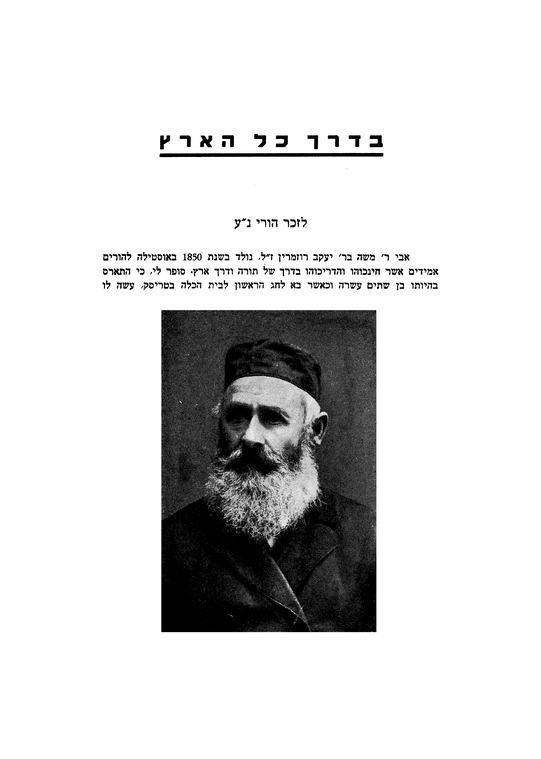 בדרך כל הארץ
לזכר הורי נ״ע
אבי ר׳ משה בר׳ יעקב רוזמרין ז״ל, נולד בשנת 1850 באוסטילה להורים
אמידים אשר חינכוהו והדריכוהו בדרך של תורה ודרך ארץ. סופר לי, כי התארס
בהיותו בן שתים עשרה וכאשר בא לחג הראשון לבית הכלה בטריסק, עשה לו